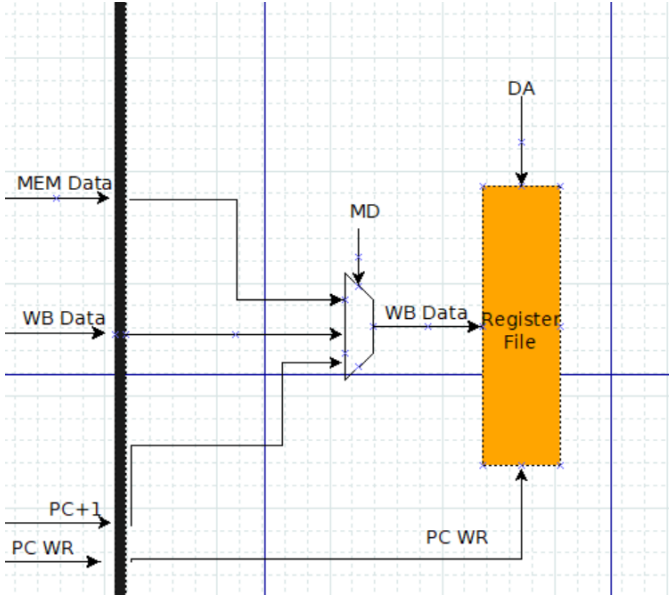 DA
MEM Data
MD
WB Data
WB Data
Register
File
PC+1
PC WR
PC WR